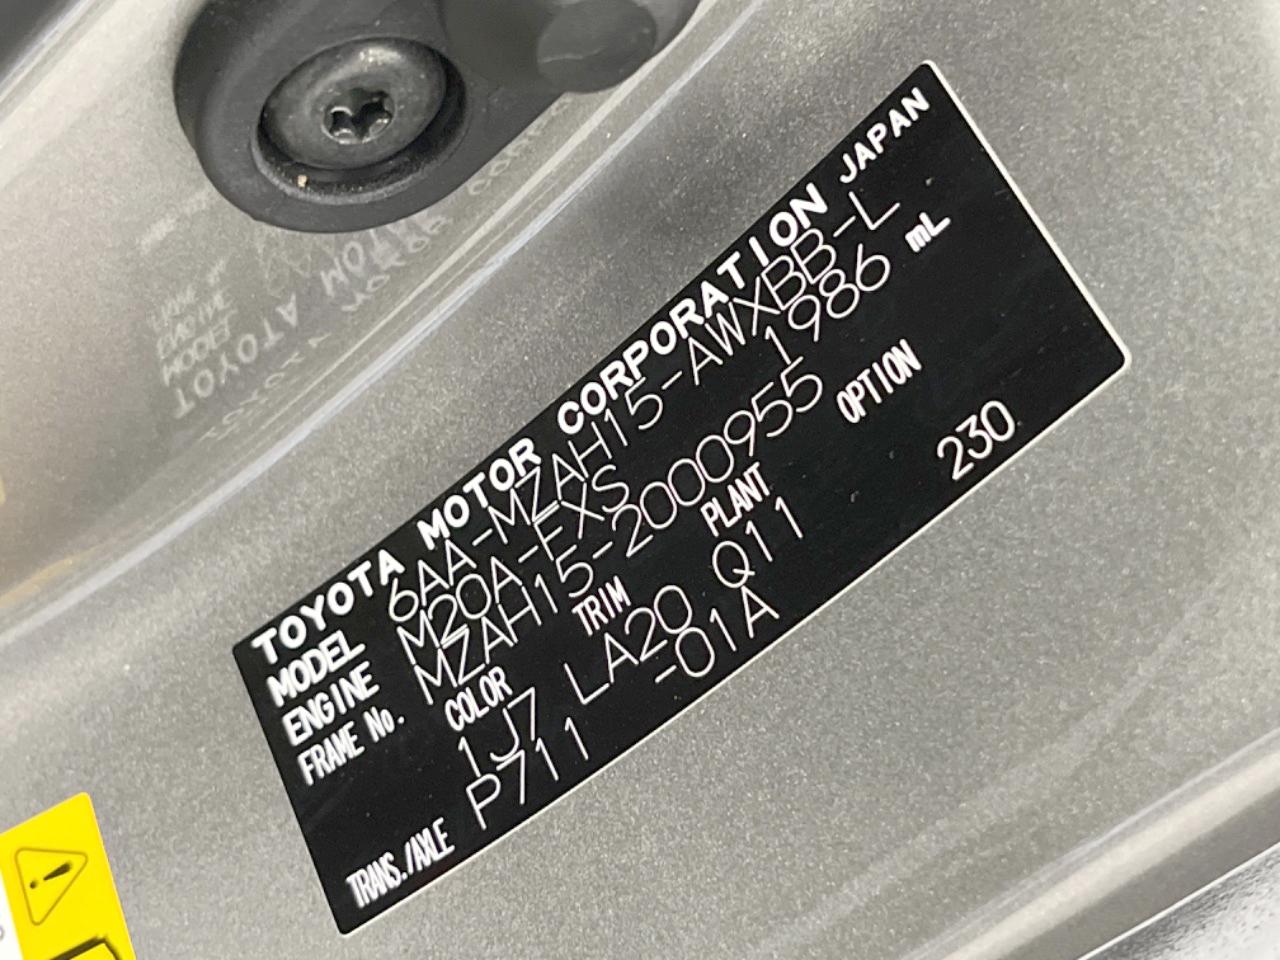 TOYOTA MOTOR CORPORATION JAPAN
MODEL 6AA-MZAH15-AWXBB-L
ENGINE M20A-FXS 1986 mL
FRAME No. MZAH15-2000955
COLOR TRIM PLANT OPTION
1J7 LA20 Q11 230
TRANS./AXLE P711 -01A